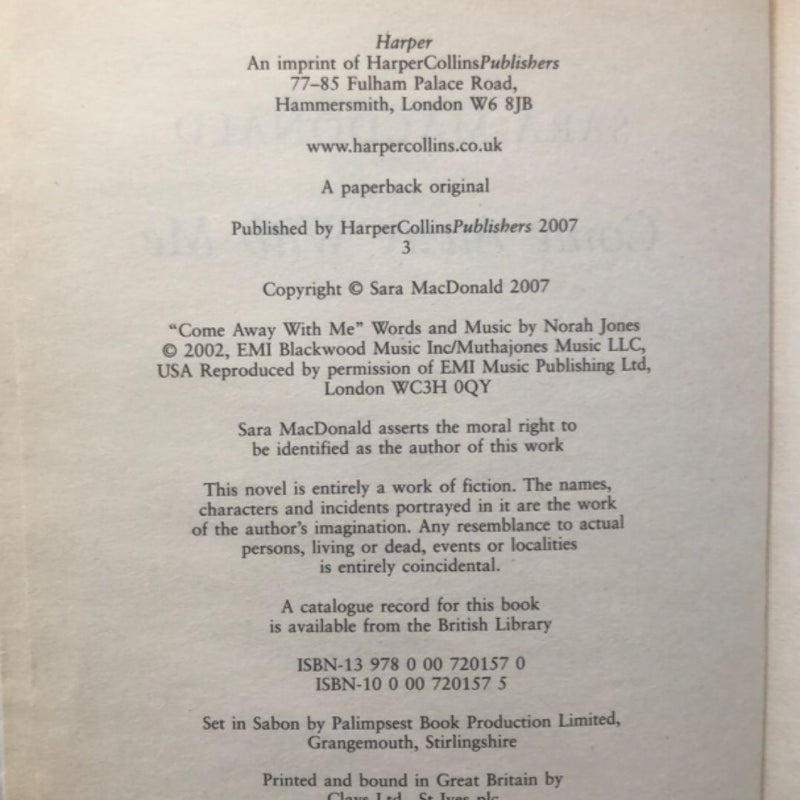 Harper
An imprint of HarperCollinsPublishers
77–85 Fulham Palace Road,
Hammersmith, London W6 8JB
www.harpercollins.co.uk
A paperback original
Published by HarperCollinsPublishers 2007
3
Copyright © Sara MacDonald 2007
“Come Away With Me” Words and Music by Norah Jones
© 2002, EMI Blackwood Music Inc/Muthajones Music LLC,
USA Reproduced by permission of EMI Music Publishing Ltd,
London WC3H 0QY
Sara MacDonald asserts the moral right to
be identified as the author of this work
This novel is entirely a work of fiction. The names,
characters and incidents portrayed in it are the work
of the author’s imagination. Any resemblance to actual
persons, living or dead, events or localities
is entirely coincidental.
A catalogue record for this book
is available from the British Library
ISBN-13 978 0 00 720157 0
ISBN-10 0 00 720157 5
Set in Sabon by Palimpsest Book Production Limited,
Grangemouth, Stirlingshire
Printed and bound in Great Britain by
Clays Ltd, St Ives plc